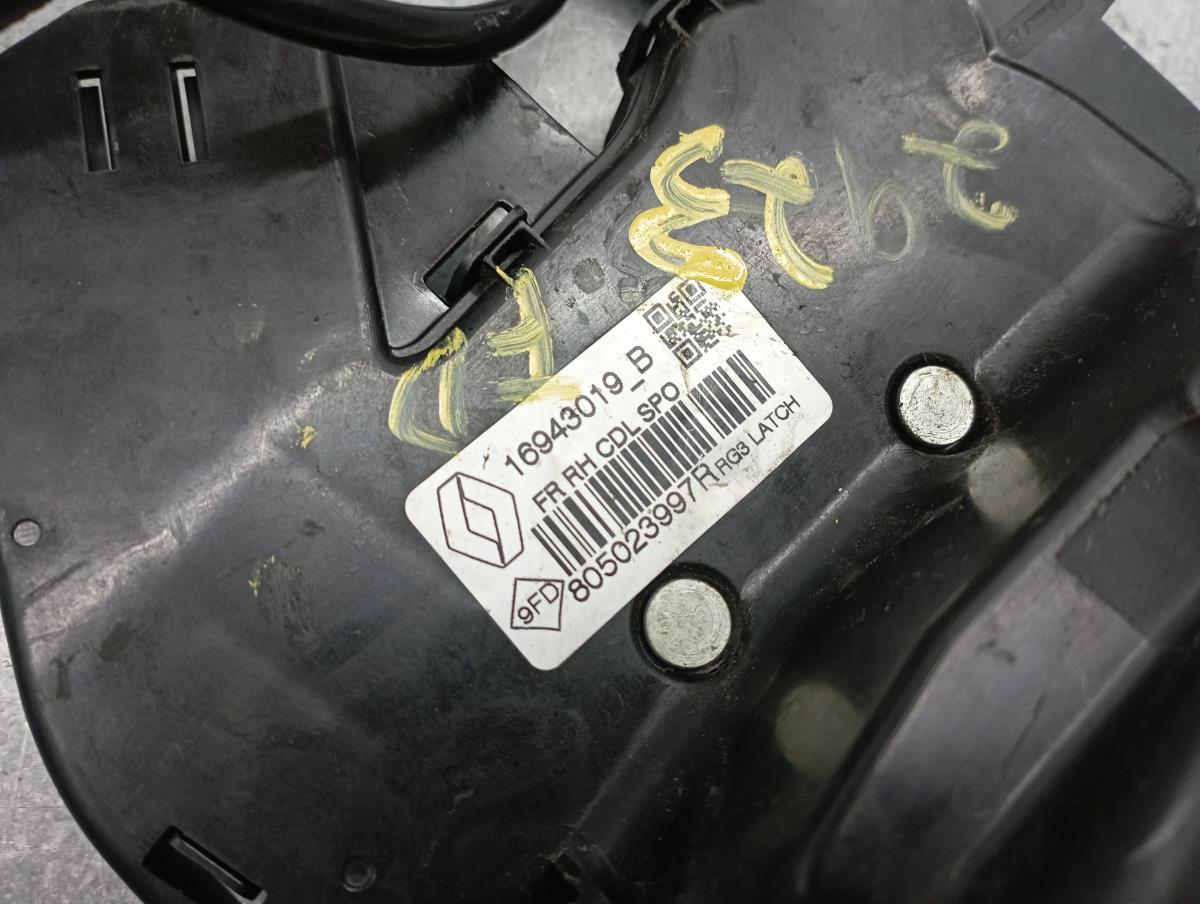 16943019_B
FR RH CDL SPO
805023997R RG3 LATCH
9FD